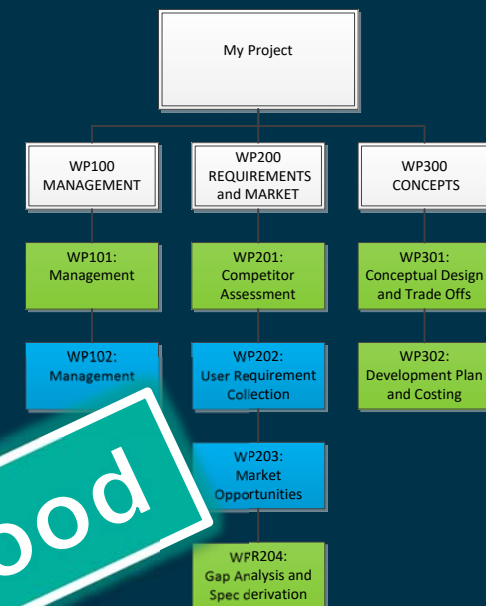 My Project
WP100
MANAGEMENT
WP200
REQUIREMENTS
and MARKET
WP300
CONCEPTS
WP101:
Management
WP201:
Competitor
Assessment
WP301:
Conceptual Design
and Trade Offs
WP102:
Management
WP202:
User Requirement
Collection
WP302:
Development Plan
and Costing
WP203:
Market
Opportunities
WPR204:
Gap Analysis and
Spec derivation